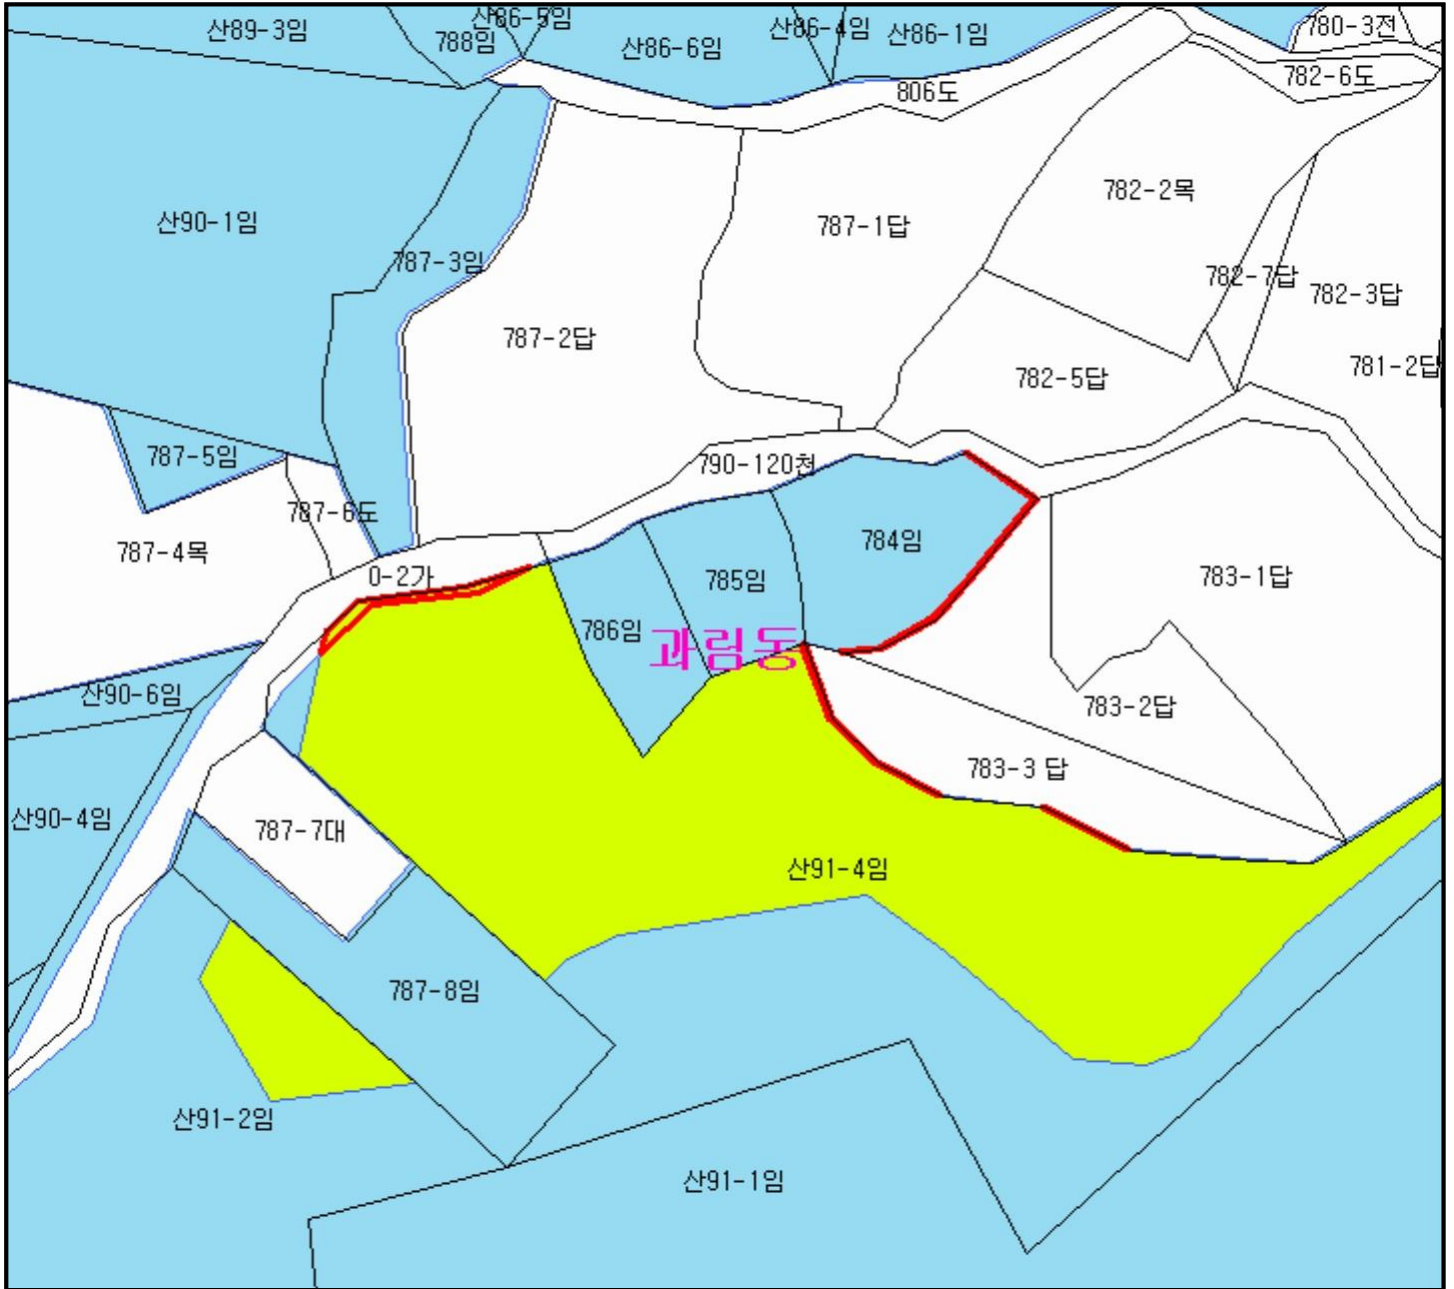 산86-5임
산89-3임
788임
산86-6임
산86-4임
산86-1임
780-3전
782-6도
806도
782-2목
산90-1임
787-1답
787-3임
782-7답
782-3답
787-2답
781-2답
782-5답
787-5임
790-120천
787-6도
784임
787-4목
0-2가
785임
783-1답
786임
과림동
산90-6임
783-2답
783-3 답
산90-4임
787-7대
산91-4임
787-8임
산91-2임
산91-1임